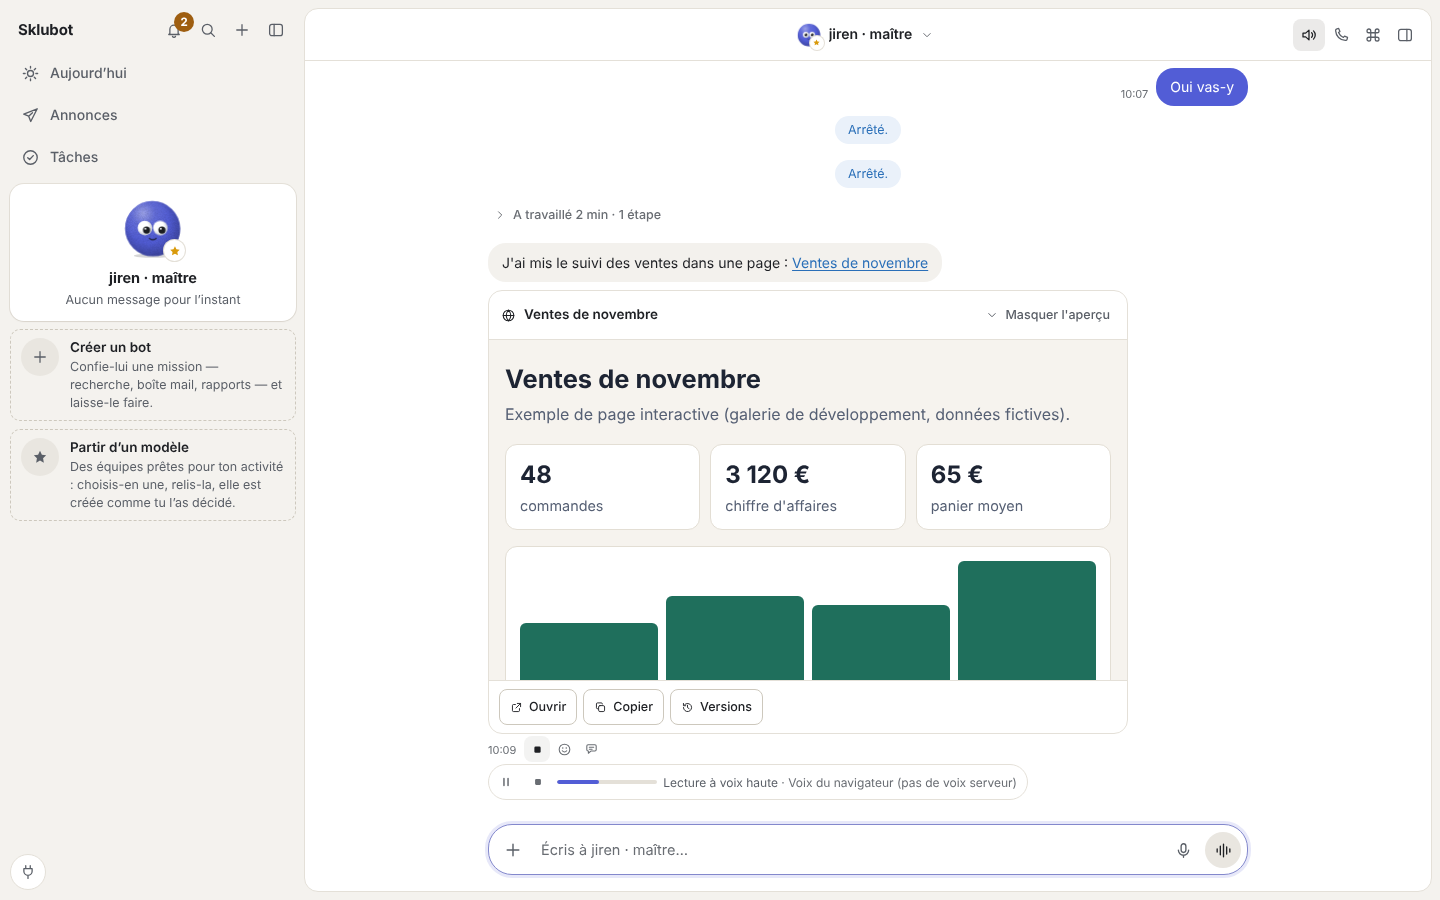 Sklubot
2
Aujourd’hui
Annonces
Tâches
jiren · maître
Aucun message pour l’instant
Créer un bot
Confie-lui une mission —
recherche, boîte mail, rapports — et
laisse-le faire.
Partir d’un modèle
Des équipes prêtes pour ton activité
: choisis-en une, relis-la, elle est
créée comme tu l’as décidé.
jiren · maître
10:07
Oui vas-y
Arrêté.
Arrêté.
A travaillé 2 min · 1 étape
J'ai mis le suivi des ventes dans une page : Ventes de novembre
Ventes de novembre
Masquer l'aperçu
Ventes de novembre
Exemple de page interactive (galerie de développement, données fictives).
48
commandes
3 120 €
chiffre d'affaires
65 €
panier moyen
Ouvrir
Copier
Versions
10:09
Lecture à voix haute · Voix du navigateur (pas de voix serveur)
Écris à jiren · maître…